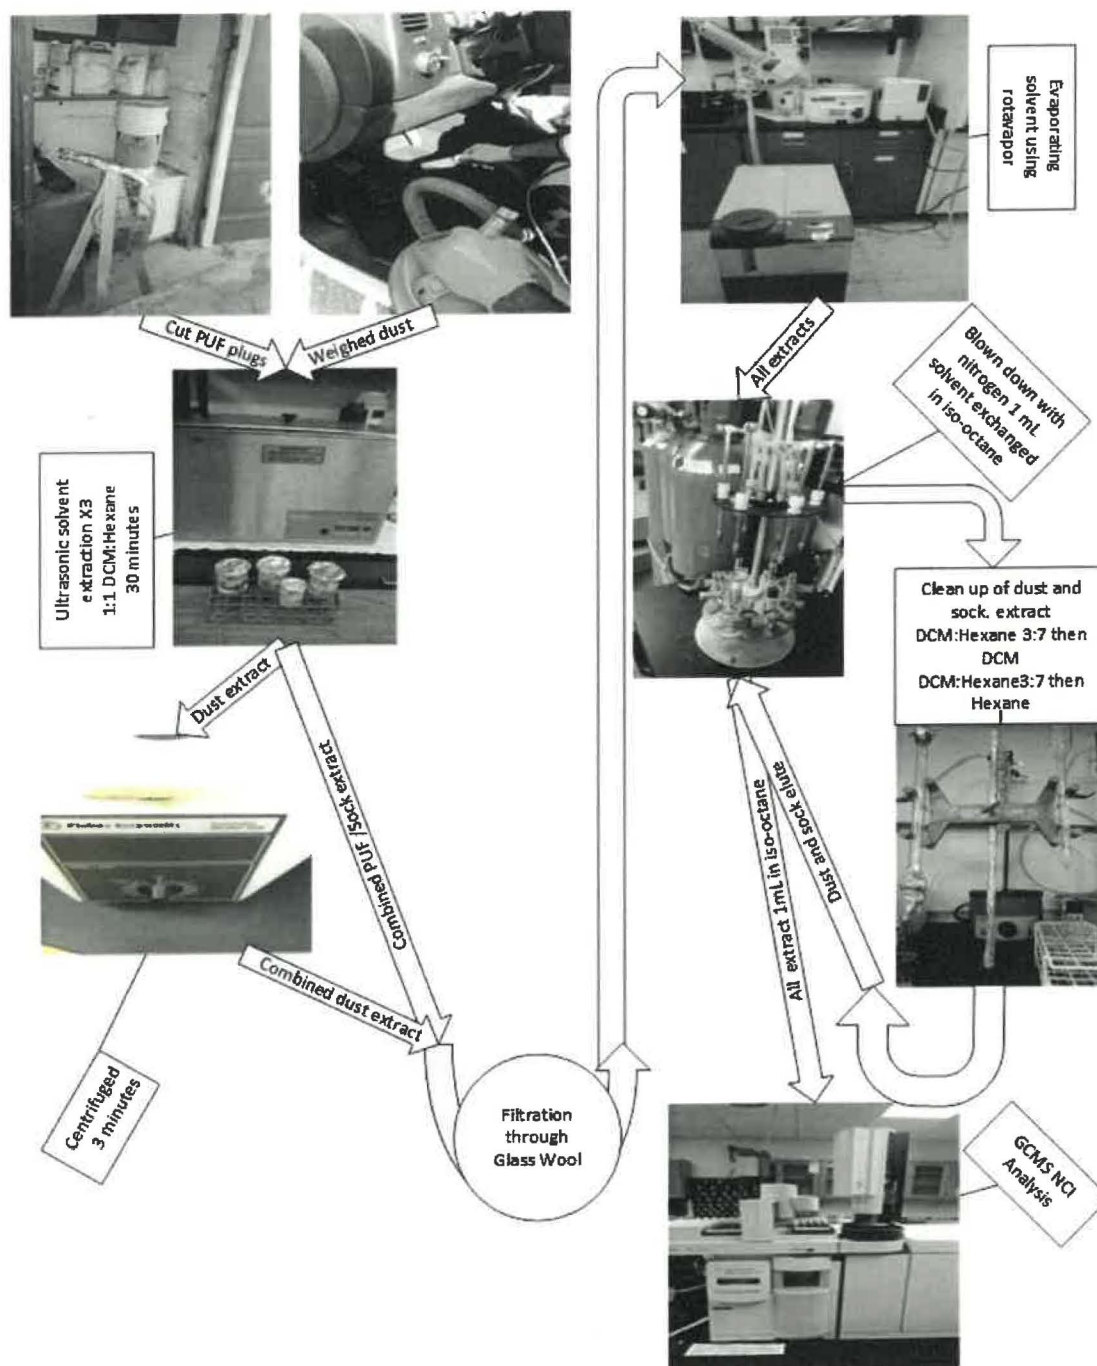 Cut PUF plugs
Weighed dust
Ultrasonic solvent
extraction X3
1:1 DCM:Hexane
30 minutes
Dust extract
Combined PUF /Sock extract
Combined dust extract
Centrifuged
3 minutes
Filtration
through
Glass Wool
Evaporating
solvent using
rotavapor
All extracts
Blown down with
nitrogen 1 mL
solvent exchanged
in iso-octane
Clean up of dust and
sock. extract
DCM:Hexane 3:7 then
DCM
DCM:Hexane3:7 then
Hexane
Dust and sock elute
All extract 1mL in iso-octane
GCMS NCI
Analysis